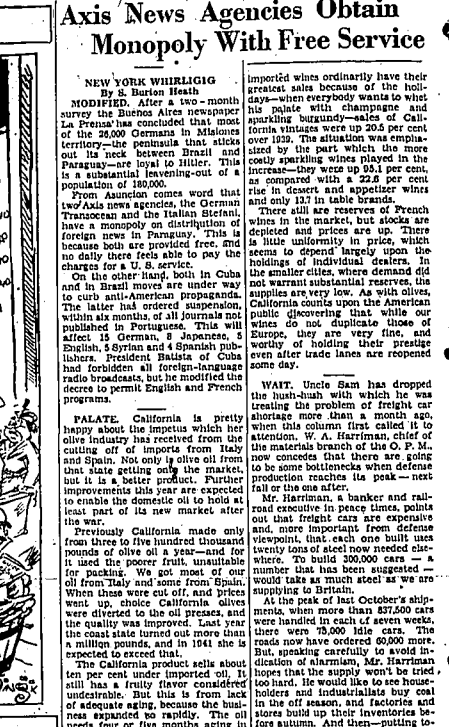 Axis News Agencies Obtain
Monopoly With Free Service
NEW YORK WHIRLIGIG
By S. Burton Heath
MODIFIED. After a two-month
survey the Buenos Aires newspaper
La Prensa has concluded that most
of the 26,000 Germans in Misiones
territory—the peninsula that sticks
out its neck between Brazil and
Paraguay—are loyal to Hitler. This
is a substantial leavening-out of a
population of 180,000.
From Asuncion comes word that
two Axis news agencies, the German
Transocean and the Italian Stefani,
have a monopoly on distribution of
foreign news in Paraguay. This is
because both are provided free, and
no daily there feels able to pay the
charges for a U. S. service.
On the other hand, both in Cuba
and in Brazil moves are under way
to curb anti-American propaganda.
The latter has ordered suspension,
within six months, of all journals not
published in Portuguese. This will
affect 15 German, 8 Japanese, 5
English, 5 Syrian and 4 Spanish pub-
lishers. President Batista of Cuba
had forbidden all foreign-language
radio broadcasts, but he modified the
decree to permit English and French
programs.
PALATE. California is pretty
happy about the impetus which her
olive industry has received from the
cutting off of imports from Italy
and Spain. Not only is olive oil from
that state getting onto the market,
but it is a better product. Further
improvements this year are expected
to enable the domestic oil to hold at
least part of its new market after
the war.
Previously California made only
from three to five hundred thousand
pounds of olive oil a year—and for
it used the poorer fruit, unsuitable
for packing. We got most of our
oil from Italy and some from Spain.
When these were cut off, and prices
went up, choice California olives
were diverted to the oil presses, and
the quality was improved. Last year
the coast state turned out more than
a million pounds, and in 1941 she is
expected to exceed that.
The California product sells about
ten per cent under imported oil. It
still has a fruity flavor considered
undesirable. But this is from lack
of adequate aging, because the busi-
ness expanded so rapidly. The oil
needs four or five months aging in
imported wines ordinarily have their
greatest sales because of the holi-
days—when everybody wants to whet
his palate with champagne and
sparkling burgundy—sales of Cali-
fornia vintages were up 20.5 per cent
over 1939. The situation was empha-
sized by the part which the more
costly sparkling wines played in the
increase—they were up 95.1 per cent,
as compared with a 22.6 per cent
rise in dessert and appetizer wines
and only 13.7 in table brands.
There still are reserves of French
wines in the market, but stocks are
depleted and prices are up. There
is little uniformity in price, which
seems to depend largely upon the
holdings of individual dealers. In
the smaller cities, where demand did
not warrant substantial reserves, the
supplies are very low. As with olives,
California counts upon the American
public discovering that while our
wines do not duplicate those of
Europe, they are very fine, and
worthy of holding their prestige
even after trade lanes are reopened
some day.
WAIT. Uncle Sam has dropped
the hush-hush with which he was
treating the problem of freight car
shortage more than a month ago,
when this column first called it to
attention. W. A. Harriman, chief of
the materials branch of the O. P. M.,
now concedes that there are going
to be some bottlenecks when defense
production reaches its peak—next
fall or the one after.
Mr. Harriman, a banker and rail-
road executive in peace times, points
out that freight cars are expensive
and, more important from defense
viewpoint, that each one built uses
twenty tons of steel now needed else-
where. To build 300,000 cars — a
number that has been suggested —
would take as much steel as we are
supplying to Britain.
At the peak of last October's ship-
ments, when more than 837,500 cars
were handled in each of seven weeks,
there were 75,000 idle cars. The
roads now have ordered 60,000 more.
But, speaking carefully to avoid in-
dication of alarmism, Mr. Harriman
hopes that the supply won't be tried
too hard. He would like to see house-
holders and industrialists buy coal
in the off season, and factories and
stores build up their inventories be-
fore autumn. And then—putting